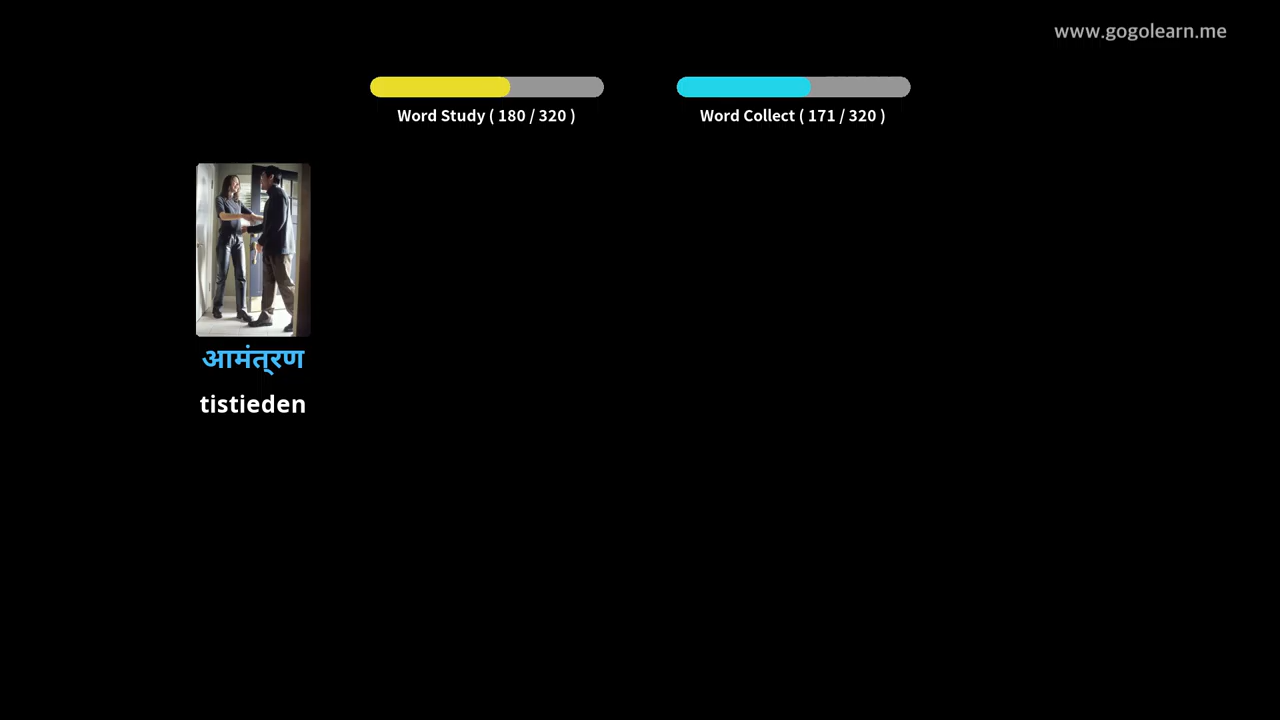 www.gogolearn.me
Word Study ( 180 / 320 )
Word Collect ( 171 / 320 )
आमंत्रण
tistieden